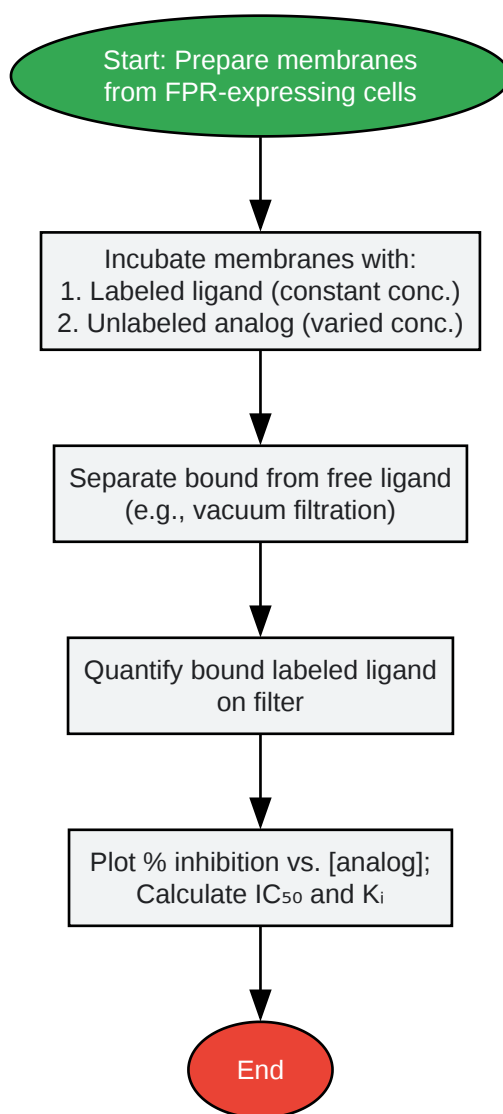 Start: Prepare membranes
from FPR-expressing cells
Incubate membranes with:
1. Labeled ligand (constant conc.)
2. Unlabeled analog (varied conc.)
Separate bound from free ligand
(e.g., vacuum filtration)
Quantify bound labeled ligand
on filter
Plot % inhibition vs. [analog];
Calculate IC₅₀ and Kᵢ
End